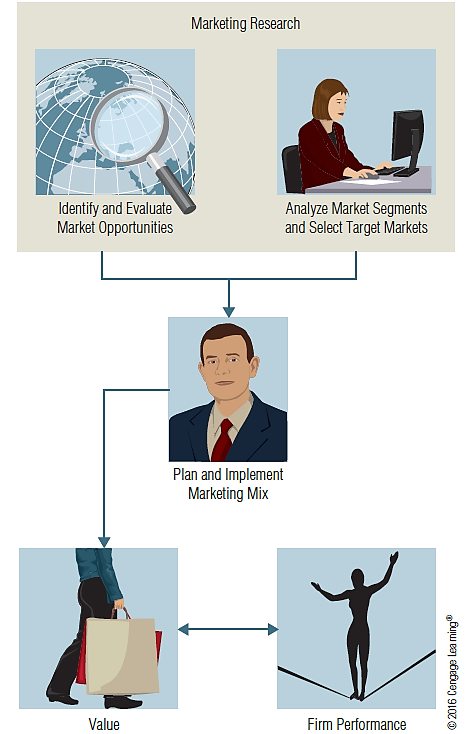 Marketing Research
Identify and Evaluate
Market Opportunities
Analyze Market Segments
and Select Target Markets
Plan and Implement
Marketing Mix
Value
Firm Performance
© 2016 Cengage Learning®